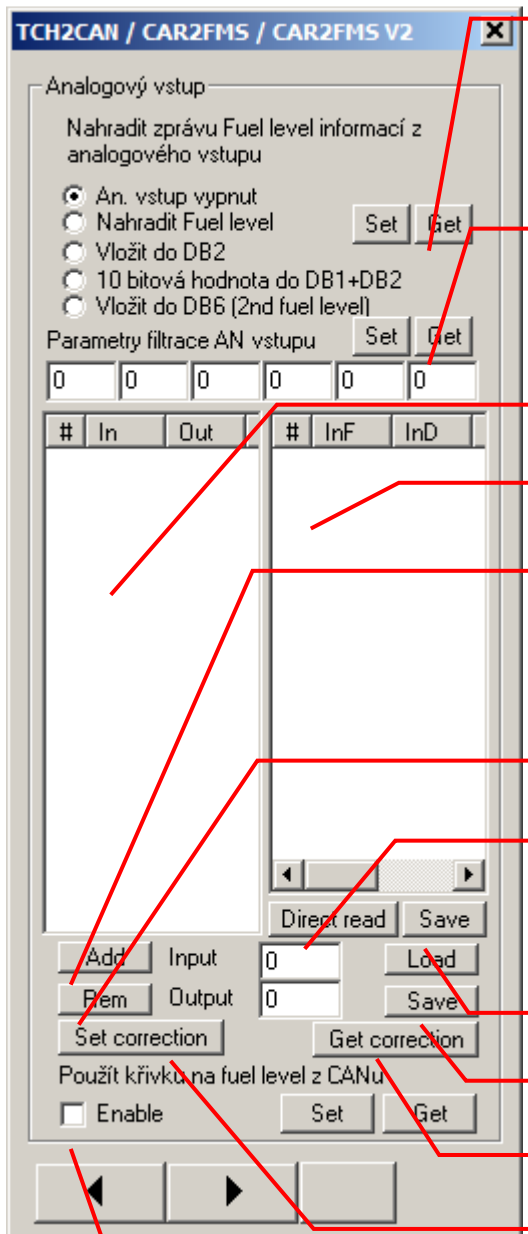 TCH2CAN / CAR2FMS / CAR2FMS V2
Analogový vstup
Nahradit zprávu Fuel level informací z
analogového vstupu
An. vstup vypnut
Nahradit Fuel level
Set Get
Vložit do DB2
10 bitová hodnota do DB1+DB2
Vložit do DB6 (2nd fuel level)
Parametry filtrace AN vstupu Set Get
0 0 0 0 0 0
# In Out # InF InD
Direct read Save
Add Input 0 Load
Rem Output 0 Save
Set correction Get correction
Použít křivku na fuel level z CANu
Enable Set Get